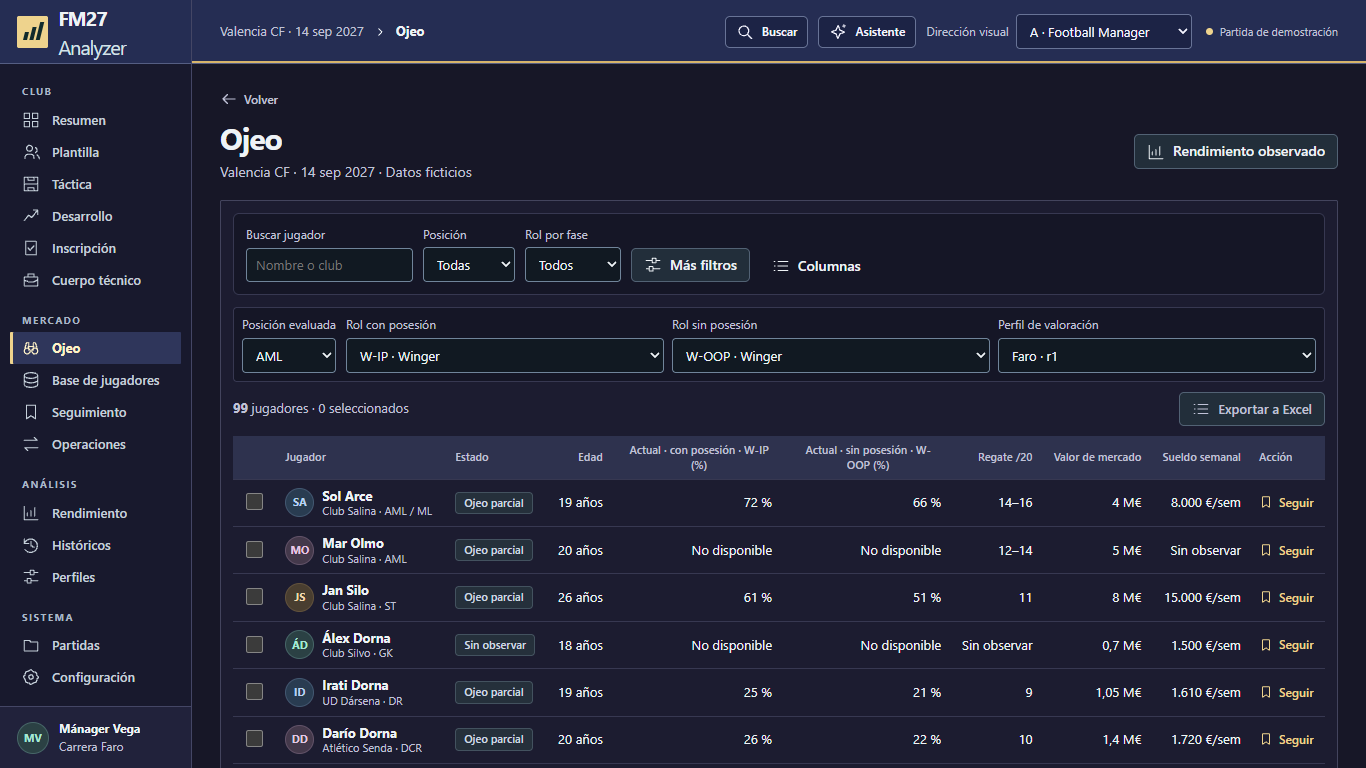 FM27
Analyzer
Valencia CF · 14 sep 2027 › Ojeo
Buscar
Asistente
Dirección visual
A · Football Manager
Partida de demostración
CLUB
Resumen
Plantilla
Táctica
Desarrollo
Inscripción
Cuerpo técnico
MERCADO
Ojeo
Base de jugadores
Seguimiento
Operaciones
ANÁLISIS
Rendimiento
Históricos
Perfiles
SISTEMA
Partidas
Configuración
MV
Mánager Vega
Carrera Faro
Volver
Ojeo
Valencia CF · 14 sep 2027 · Datos ficticios
Rendimiento observado
Buscar jugador Posición Rol por fase
Nombre o club Todas Todos Más filtros Columnas
Posición evaluada Rol con posesión Rol sin posesión Perfil de valoración
AML W-IP · Winger W-OOP · Winger Faro · r1
99 jugadores · 0 seleccionados
Exportar a Excel
Jugador Estado Edad Actual · con posesión · W-IP (%) Actual · sin posesión · W-OOP (%) Regate /20 Valor de mercado Sueldo semanal Acción
SA Sol Arce Ojeo parcial 19 años 72 % 66 % 14–16 4 M€ 8.000 €/sem Seguir
Club Salina · AML / ML
MO Mar Olmo Ojeo parcial 20 años No disponible No disponible 12–14 5 M€ Sin observar Seguir
Club Salina · AML
JS Jan Silo Ojeo parcial 26 años 61 % 51 % 11 8 M€ 15.000 €/sem Seguir
Club Salina · ST
ÁD Álex Dorna Sin observar 18 años No disponible No disponible Sin observar 0,7 M€ 1.500 €/sem Seguir
Club Silvo · GK
ID Irati Dorna Ojeo parcial 19 años 25 % 21 % 9 1,05 M€ 1.610 €/sem Seguir
UD Dársena · DR
DD Darío Dorna Ojeo parcial 20 años 26 % 22 % 10 1,4 M€ 1.720 €/sem Seguir
Atlético Senda · DCR